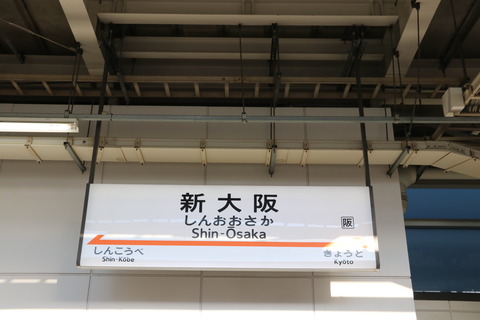 新大阪
しんおおさか
Shin-Ōsaka
阪
しんこうべ
Shin-Kōbe
きょうと
Kyōto